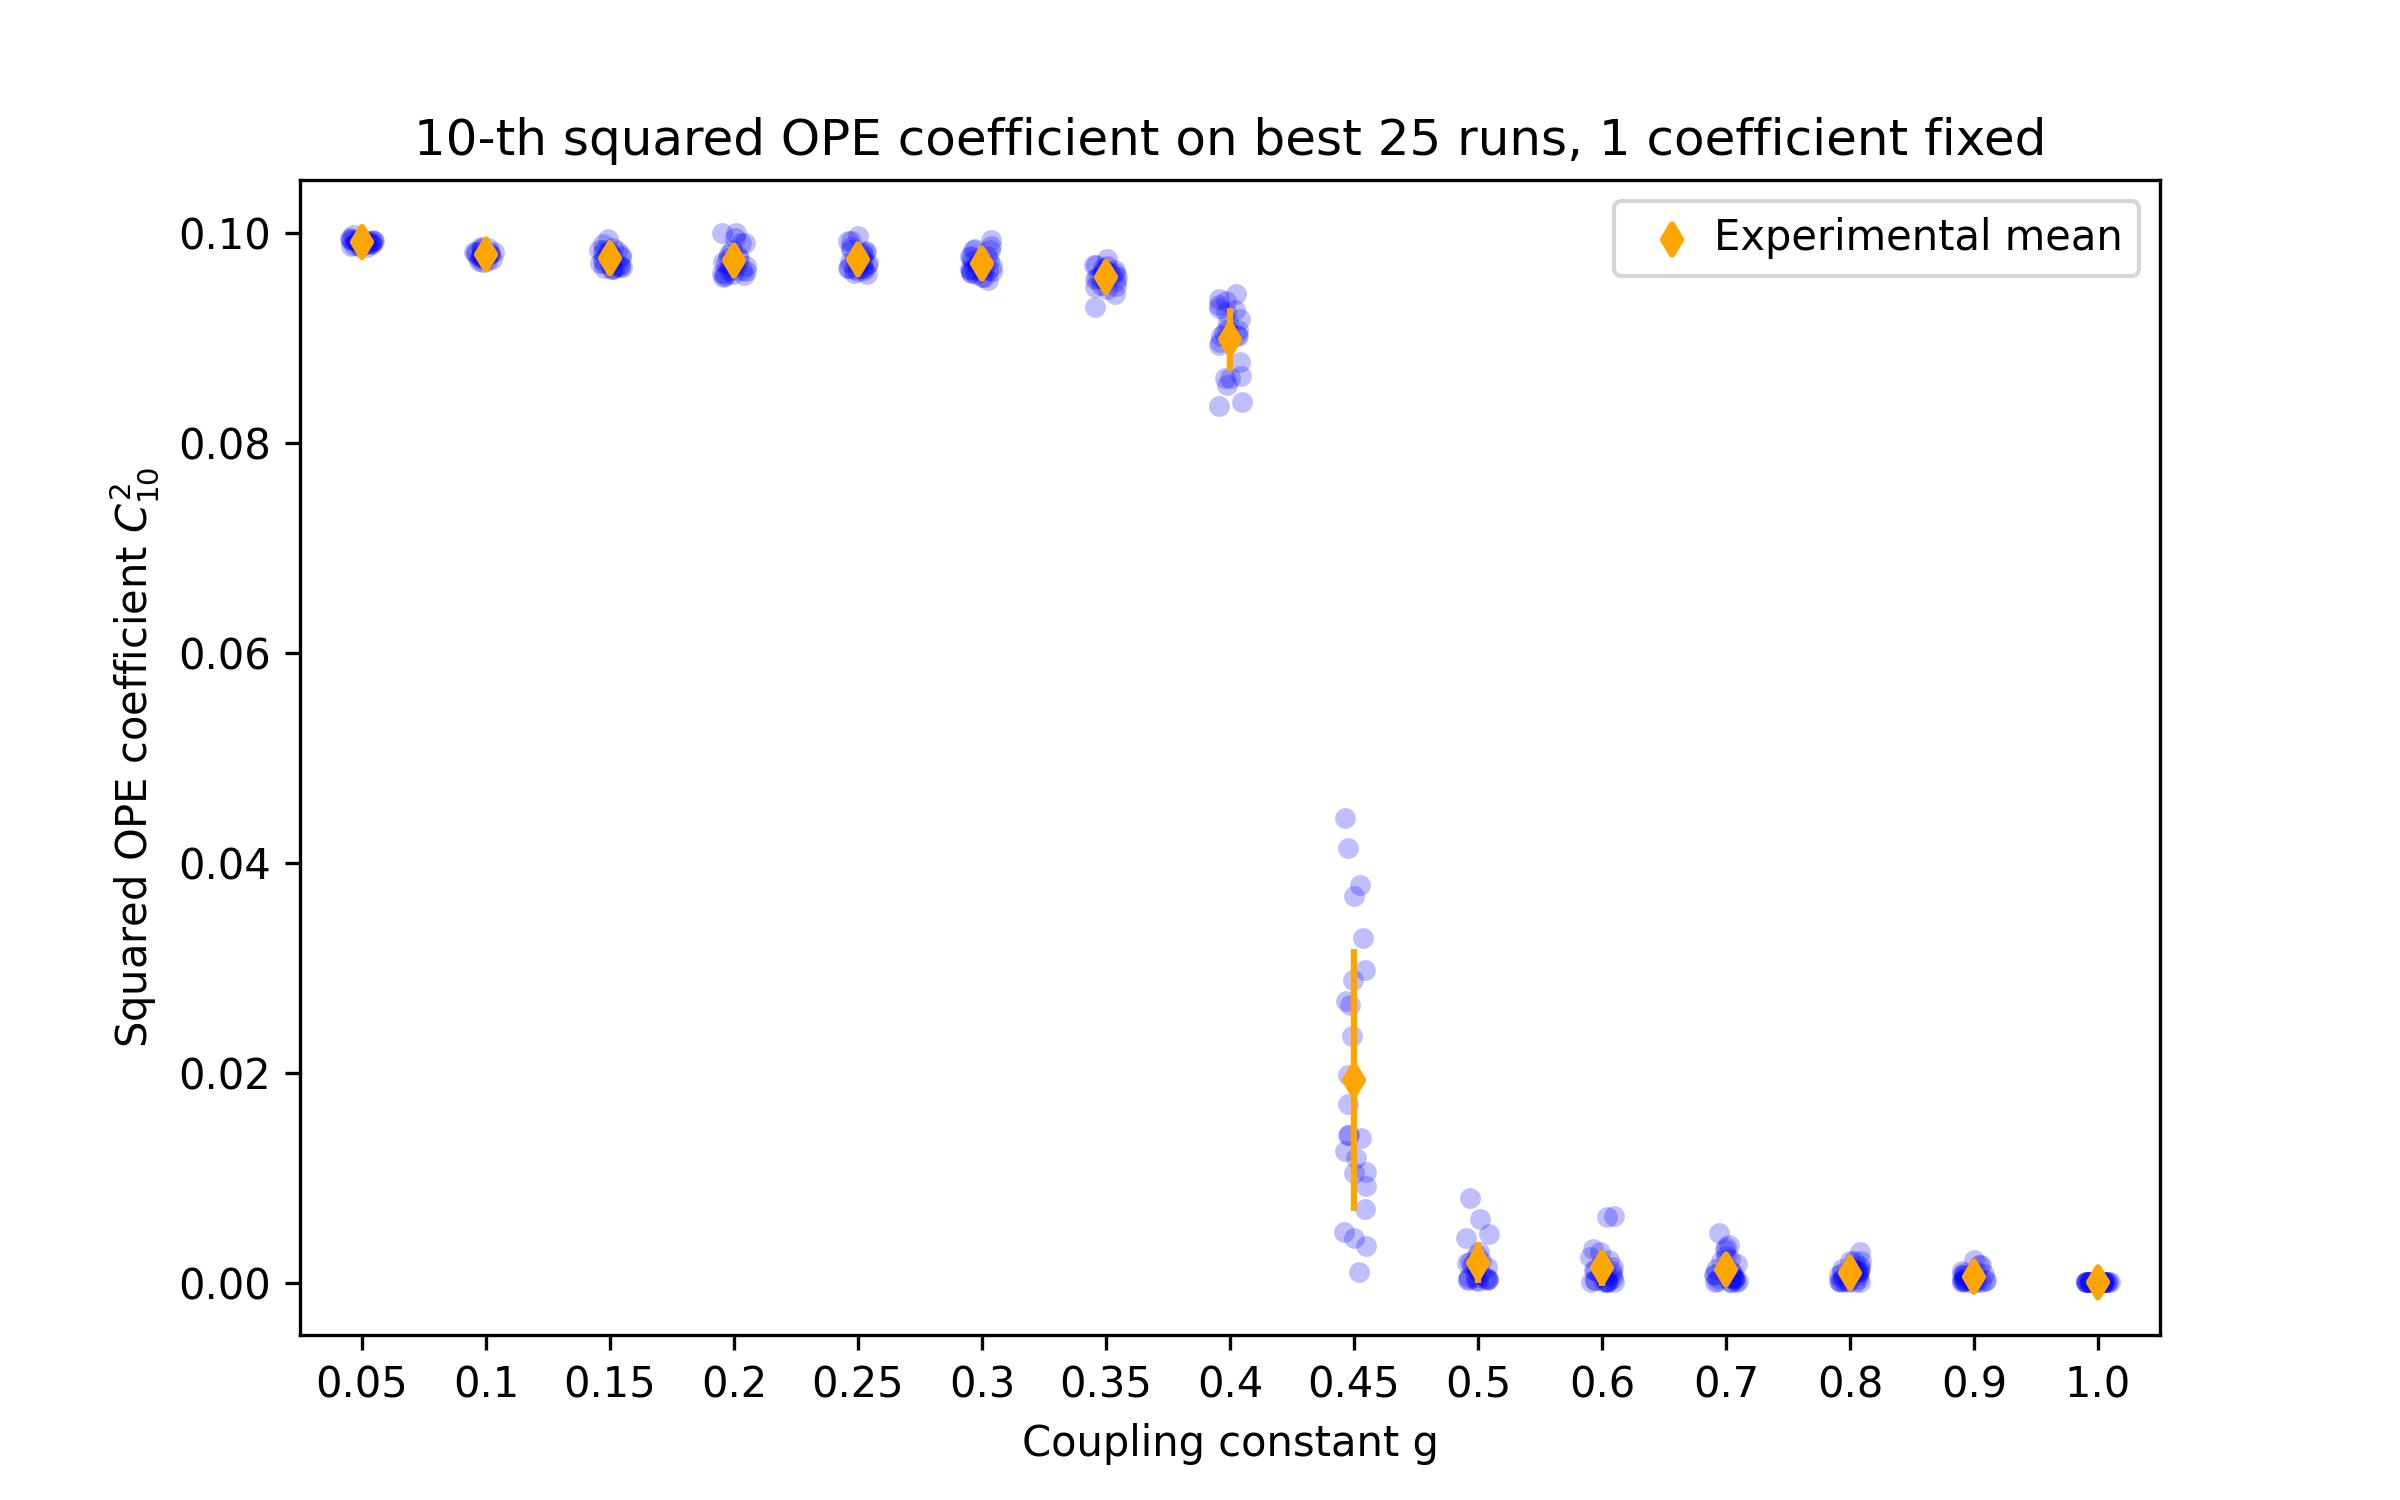 10-th squared OPE coefficient on best 25 runs, 1 coefficient fixed
Experimental mean
Squared OPE coefficient $C_{10}^2$
0.10
0.08
0.06
0.04
0.02
0.00
0.05 0.1 0.15 0.2 0.25 0.3 0.35 0.4 0.45 0.5 0.6 0.7 0.8 0.9 1.0
Coupling constant g